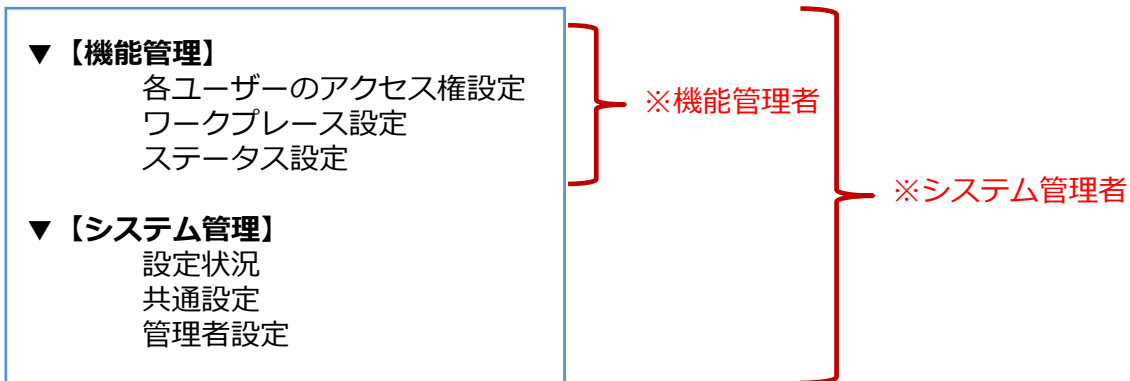 ▼【機能管理】
各ユーザーのアクセス権設定
ワークプレース設定
ステータス設定
※機能管理者
▼【システム管理】
設定状況
共通設定
管理者設定
※システム管理者